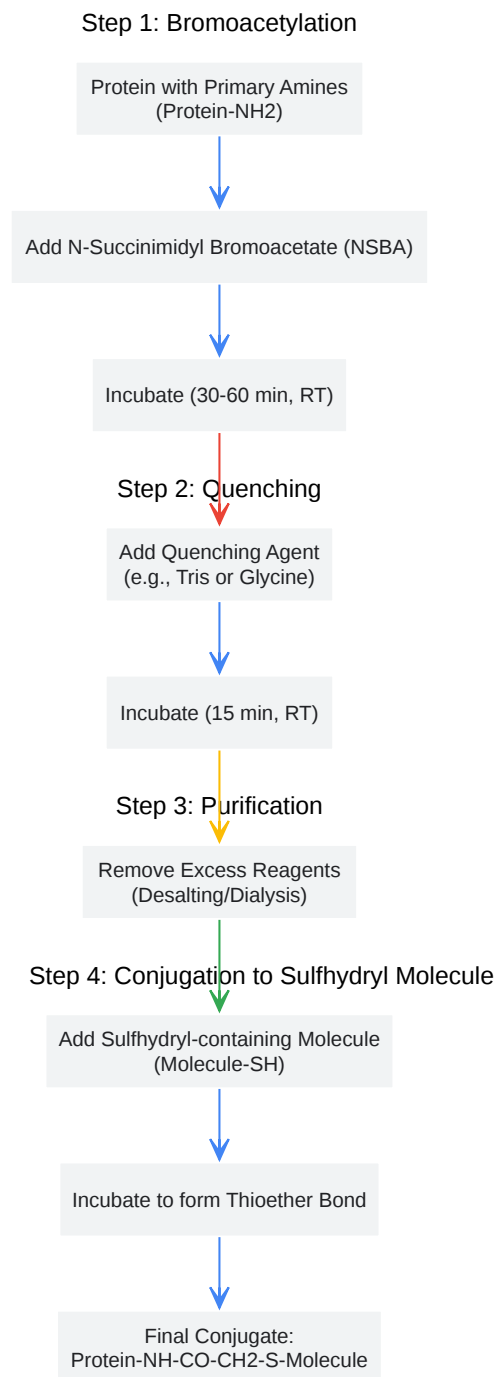 Step 1: Bromoacetylation
Protein with Primary Amines
(Protein-NH2)
Add N-Succinimidyl Bromoacetate (NSBA)
Incubate (30-60 min, RT)
Step 2: Quenching
Add Quenching Agent
(e.g., Tris or Glycine)
Incubate (15 min, RT)
Step 3: Purification
Remove Excess Reagents
(Desalting/Dialysis)
Step 4: Conjugation to Sulfhydryl Molecule
Add Sulfhydryl-containing Molecule
(Molecule-SH)
Incubate to form Thioether Bond
Final Conjugate:
Protein-NH-CO-CH2-S-Molecule